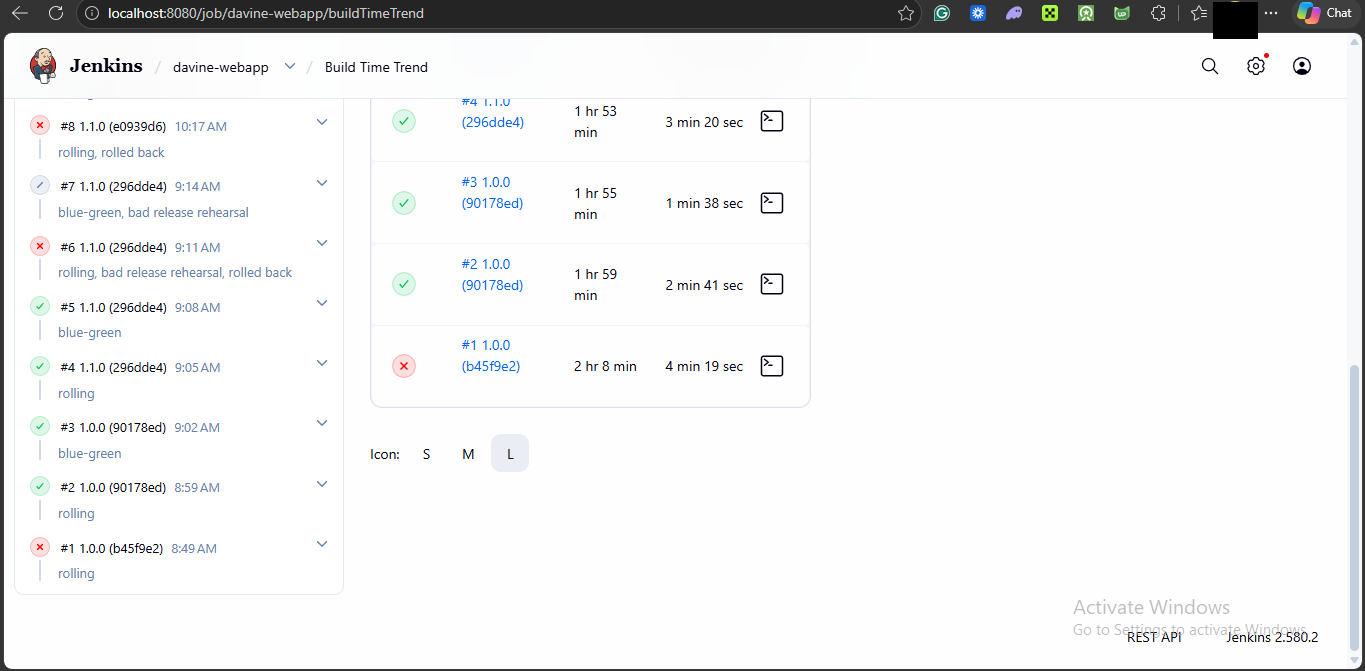 localhost:8080/job/davine-webapp/buildTimeTrend
Chat
Jenkins / davine-webapp / Build Time Trend
#8 1.1.0 (e0939d6) 10:17 AM
rolling, rolled back
#7 1.1.0 (296dde4) 9:14 AM
blue-green, bad release rehearsal
#6 1.1.0 (296dde4) 9:11 AM
rolling, bad release rehearsal, rolled back
#5 1.1.0 (296dde4) 9:08 AM
blue-green
#4 1.1.0 (296dde4) 9:05 AM
rolling
#3 1.0.0 (90178ed) 9:02 AM
blue-green
#2 1.0.0 (90178ed) 8:59 AM
rolling
#1 1.0.0 (b45f9e2) 8:49 AM
rolling
#4 1.1.0
(296dde4)
1 hr 53
min
3 min 20 sec
#3 1.0.0
(90178ed)
1 hr 55
min
1 min 38 sec
#2 1.0.0
(90178ed)
1 hr 59
min
2 min 41 sec
#1 1.0.0
(b45f9e2)
2 hr 8 min
4 min 19 sec
Icon: S M L
Activate Windows
Go to Settings to activate Windows.
REST API Jenkins 2.580.2